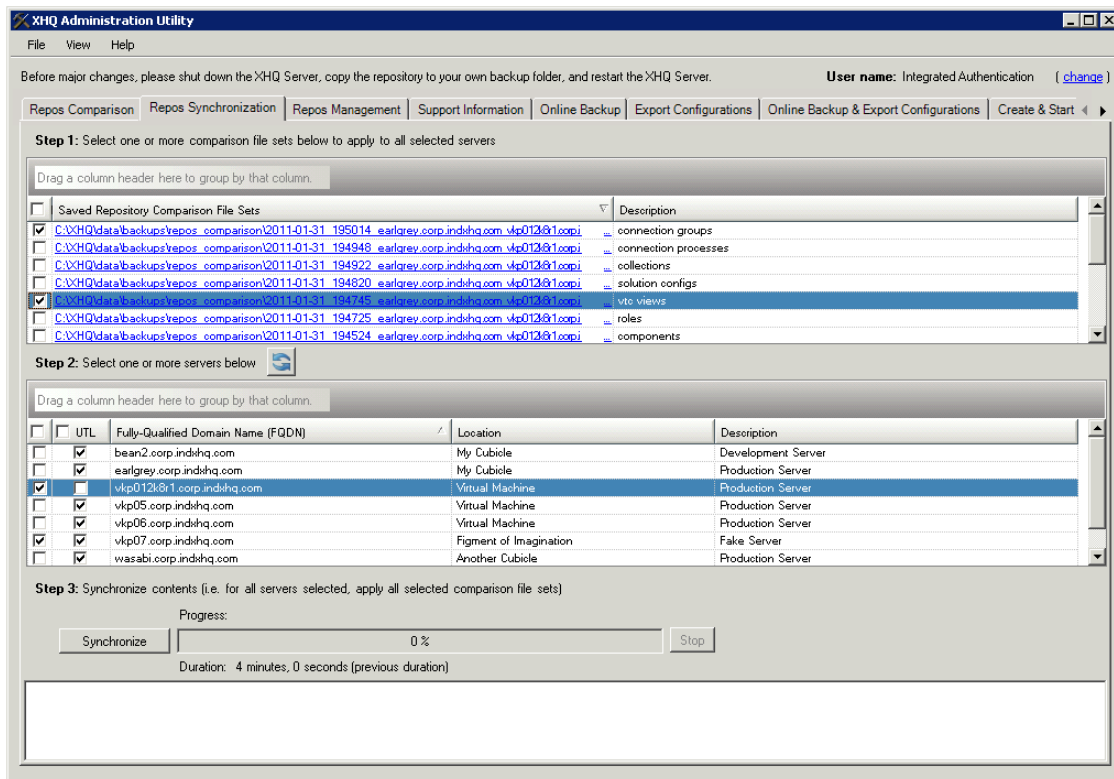 XHQ Administration Utility
File View Help
Before major changes, please shut down the XHQ Server, copy the repository to your own backup folder, and restart the XHQ Server. User name: Integrated Authentication ( change )
Repos Comparison Repos Synchronization Repos Management Support Information Online Backup Export Configurations Online Backup & Export Configurations Create & Start
Step 1: Select one or more comparison file sets below to apply to all selected servers
Drag a column header here to group by that column.
Saved Repository Comparison File Sets Description
C:\XHQ\data\backups\repos_comparison\2011-01-31_195014_earlgrey.corp.indxhq.com_vkp012k8r1.corp.i ... connection groups
C:\XHQ\data\backups\repos_comparison\2011-01-31_194948_earlgrey.corp.indxhq.com_vkp012k8r1.corp.i ... connection processes
C:\XHQ\data\backups\repos_comparison\2011-01-31_194922_earlgrey.corp.indxhq.com_vkp012k8r1.corp.i ... collections
C:\XHQ\data\backups\repos_comparison\2011-01-31_194820_earlgrey.corp.indxhq.com_vkp012k8r1.corp.i ... solution configs
C:\XHQ\data\backups\repos_comparison\2011-01-31_194745_earlgrey.corp.indxhq.com_vkp012k8r1.corp.i ... vtc views
C:\XHQ\data\backups\repos_comparison\2011-01-31_194725_earlgrey.corp.indxhq.com_vkp012k8r1.corp.i ... roles
C:\XHQ\data\backups\repos_comparison\2011-01-31_194524_earlgrey.corp.indxhq.com_vkp012k8r1.corp.i ... components
Step 2: Select one or more servers below
Drag a column header here to group by that column.
UTL Fully-Qualified Domain Name (FQDN) Location Description
bean2.corp.indxhq.com My Cubicle Development Server
earlgrey.corp.indxhq.com My Cubicle Production Server
vkp012k8r1.corp.indxhq.com Virtual Machine Production Server
vkp05.corp.indxhq.com Virtual Machine Production Server
vkp06.corp.indxhq.com Virtual Machine Production Server
vkp07.corp.indxhq.com Figment of Imagination Fake Server
wasabi.corp.indxhq.com Another Cubicle Production Server
Step 3: Synchronize contents (i.e. for all servers selected, apply all selected comparison file sets)
Progress:
Synchronize 0 % Stop
Duration: 4 minutes, 0 seconds (previous duration)